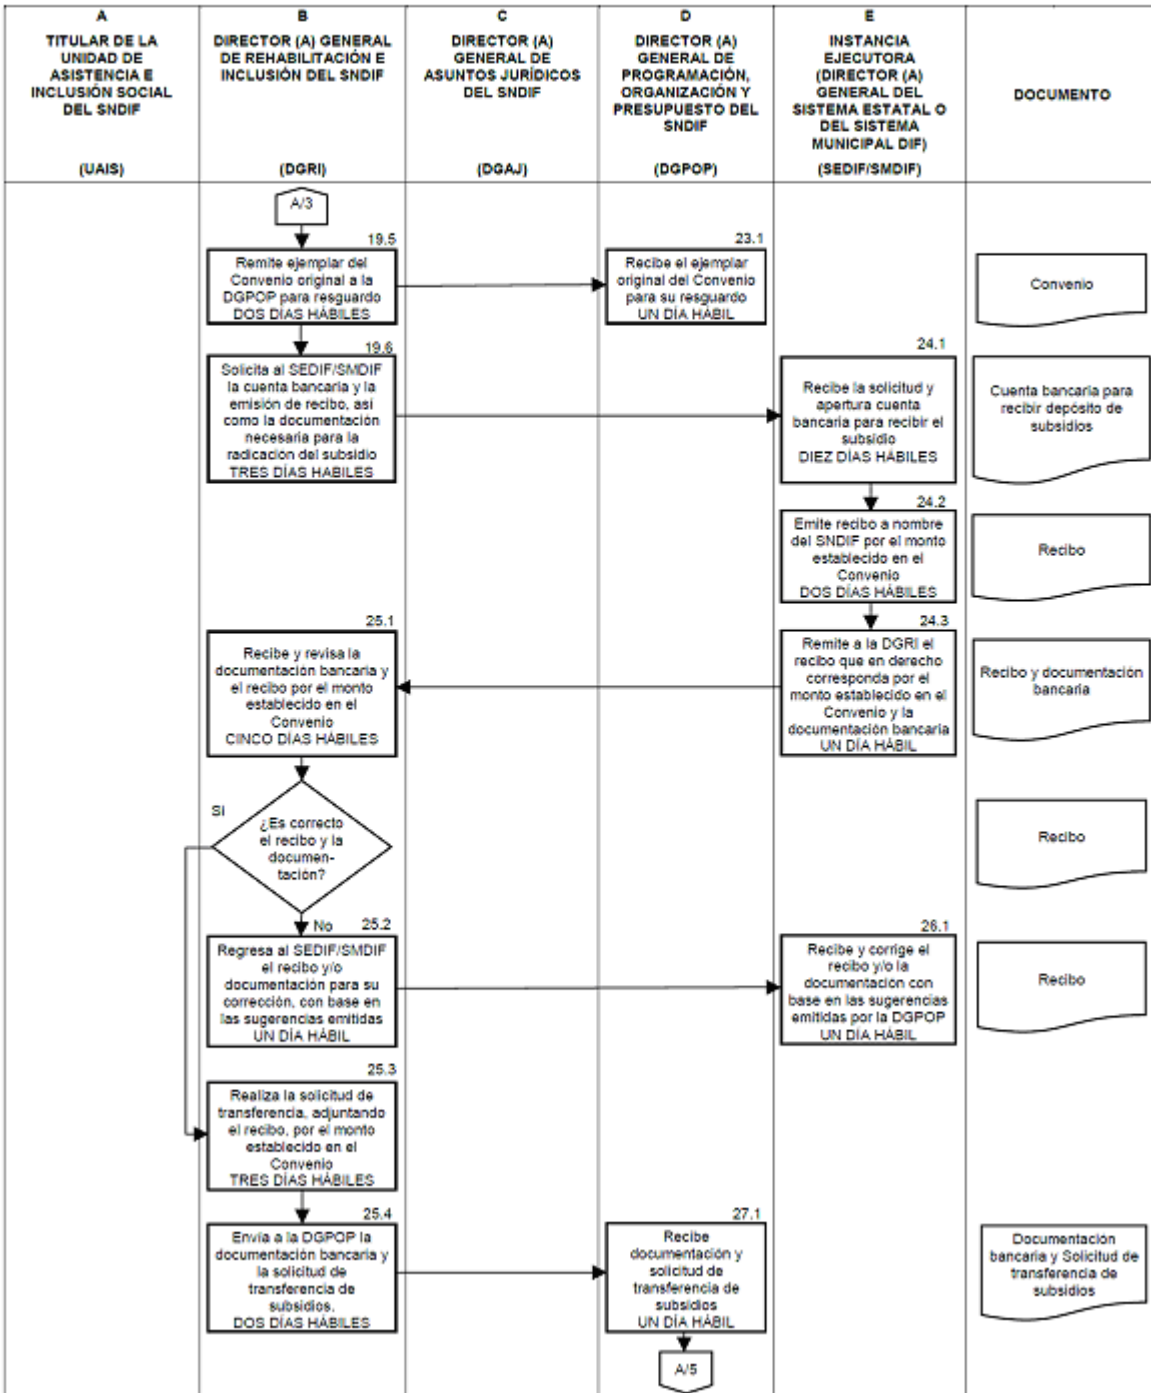 A
TITULAR DE LA
UNIDAD DE
ASISTENCIA E
INCLUSIÓN SOCIAL
DEL SNDIF
(UAIS)
B
DIRECTOR (A) GENERAL
DE REHABILITACIÓN E
INCLUSIÓN DEL SNDIF
(DGRI)
C
DIRECTOR (A)
GENERAL DE
ASUNTOS JURÍDICOS
DEL SNDIF
(DGAJ)
D
DIRECTOR (A)
GENERAL DE
PROGRAMACIÓN,
ORGANIZACIÓN Y
PRESUPUESTO DEL
SNDIF
(DGPOP)
E
INSTANCIA
EJECUTORA
(DIRECTOR (A)
GENERAL DEL
SISTEMA ESTATAL O
DEL SISTEMA
MUNICIPAL DIF)
(SEDIF/SMDIF)
DOCUMENTO
A/3
19.5
Remite ejemplar del
Convenio original a la
DGPOP para resguardo
DOS DÍAS HÁBILES
23.1
Recibe el ejemplar
original del Convenio
para su resguardo
UN DÍA HÁBIL
Convenio
19.6
Solicita al SEDIF/SMDIF
la cuenta bancaria y la
emisión de recibo, así
como la documentación
necesaria para la
radicación del subsidio
TRES DÍAS HÁBILES
24.1
Recibe la solicitud y
apertura cuenta
bancaria para recibir el
subsidio
DIEZ DÍAS HÁBILES
Cuenta bancaria para
recibir depósito de
subsidios
24.2
Emite recibo a nombre
del SNDIF por el monto
establecido en el
Convenio
DOS DÍAS HÁBILES
Recibo
24.3
Remite a la DGRI el
recibo que en derecho
corresponda por el
monto establecido en el
Convenio y la
documentación bancaria
UN DÍA HÁBIL
Recibo y documentación
bancaria
25.1
Recibe y revisa la
documentación bancaria y
el recibo por el monto
establecido en el
Convenio
CINCO DÍAS HÁBILES
Sí
¿Es correcto
el recibo y la
documen-
tación?
Recibo
No
25.2
Regresa al SEDIF/SMDIF
el recibo y/o
documentación para su
corrección, con base en
las sugerencias emitidas
UN DÍA HÁBIL
26.1
Recibe y corrige el
recibo y/o la
documentación con
base en las sugerencias
emitidas por la DGPOP
UN DÍA HÁBIL
Recibo
25.3
Realiza la solicitud de
transferencia, adjuntando
el recibo, por el monto
establecido en el
Convenio
TRES DÍAS HÁBILES
25.4
Envía a la DGPOP la
documentación bancaria y
la solicitud de
transferencia de
subsidios.
DOS DÍAS HÁBILES
27.1
Recibe
documentación y
solicitud de
transferencia de
subsidios
UN DÍA HÁBIL
Documentación
bancaria y Solicitud de
transferencia de
subsidios
A/5